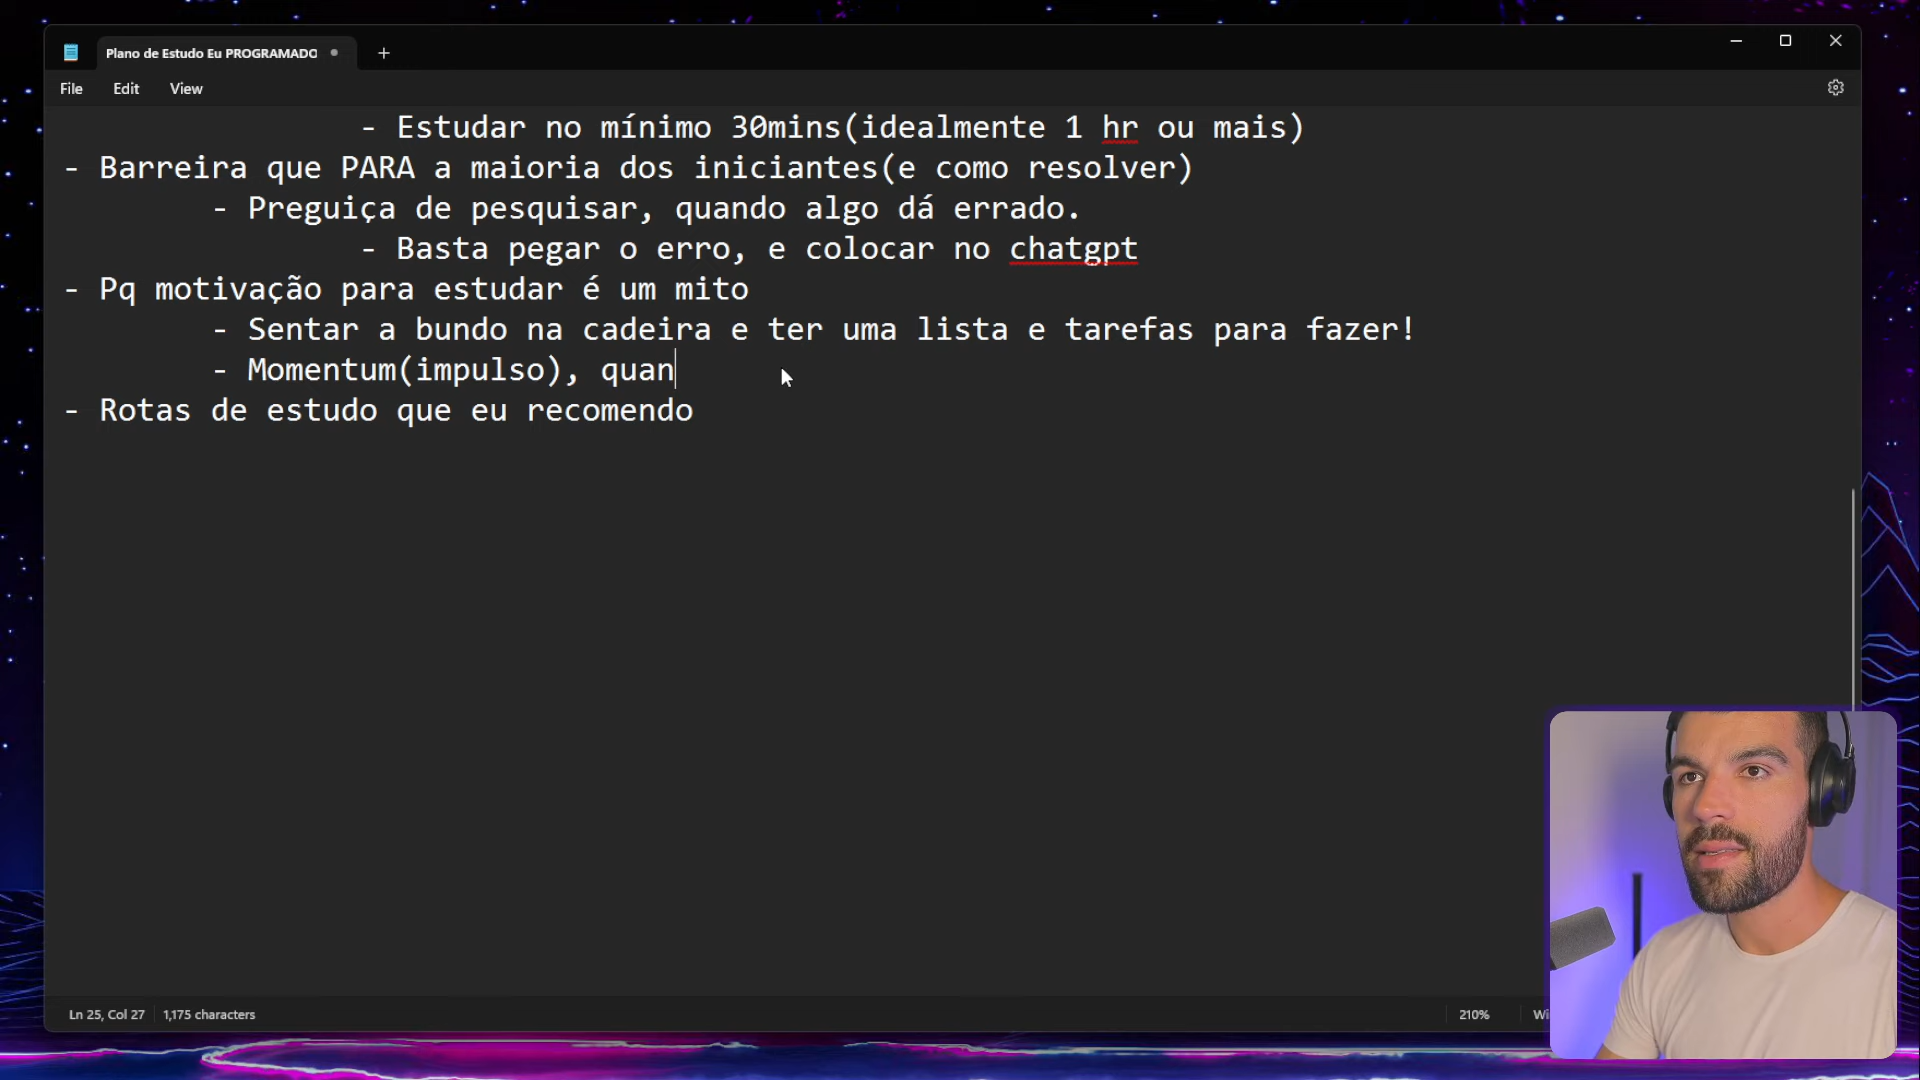 Plano de Estudo Eu PROGRAMADO
File Edit View
- Estudar no mínimo 30mins(idealmente 1 hr ou mais)
- Barreira que PARA a maioria dos iniciantes(e como resolver)
- Preguiça de pesquisar, quando algo dá errado.
- Basta pegar o erro, e colocar no chatgpt
- Pq motivação para estudar é um mito
- Sentar a bundo na cadeira e ter uma lista e tarefas para fazer!
- Momentum(impulso), quan
- Rotas de estudo que eu recomendo
Ln 25, Col 27 1,175 characters 210% Wi